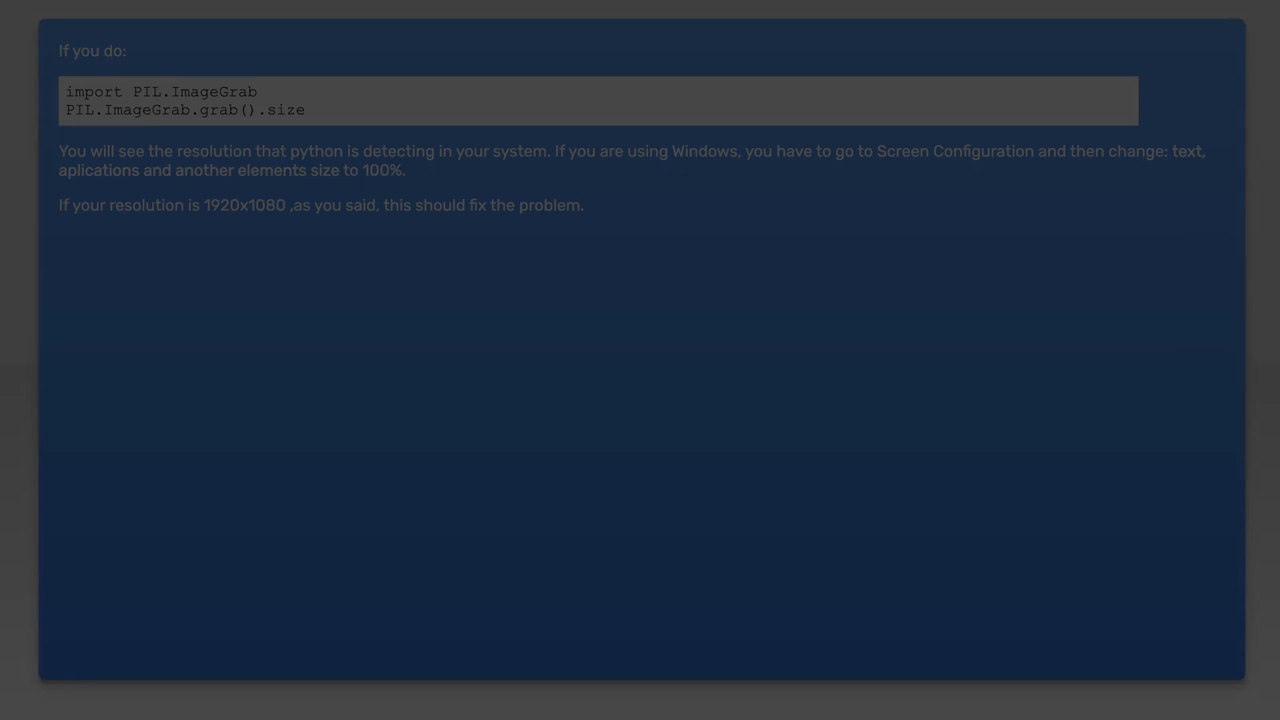 If you do:
import PIL.ImageGrab
PIL.ImageGrab.grab().size
You will see the resolution that python is detecting in your system. If you are using Windows, you have to go to Screen Configuration and then change: text,
aplications and another elements size to 100%.
If your resolution is 1920x1080 ,as you said, this should fix the problem.